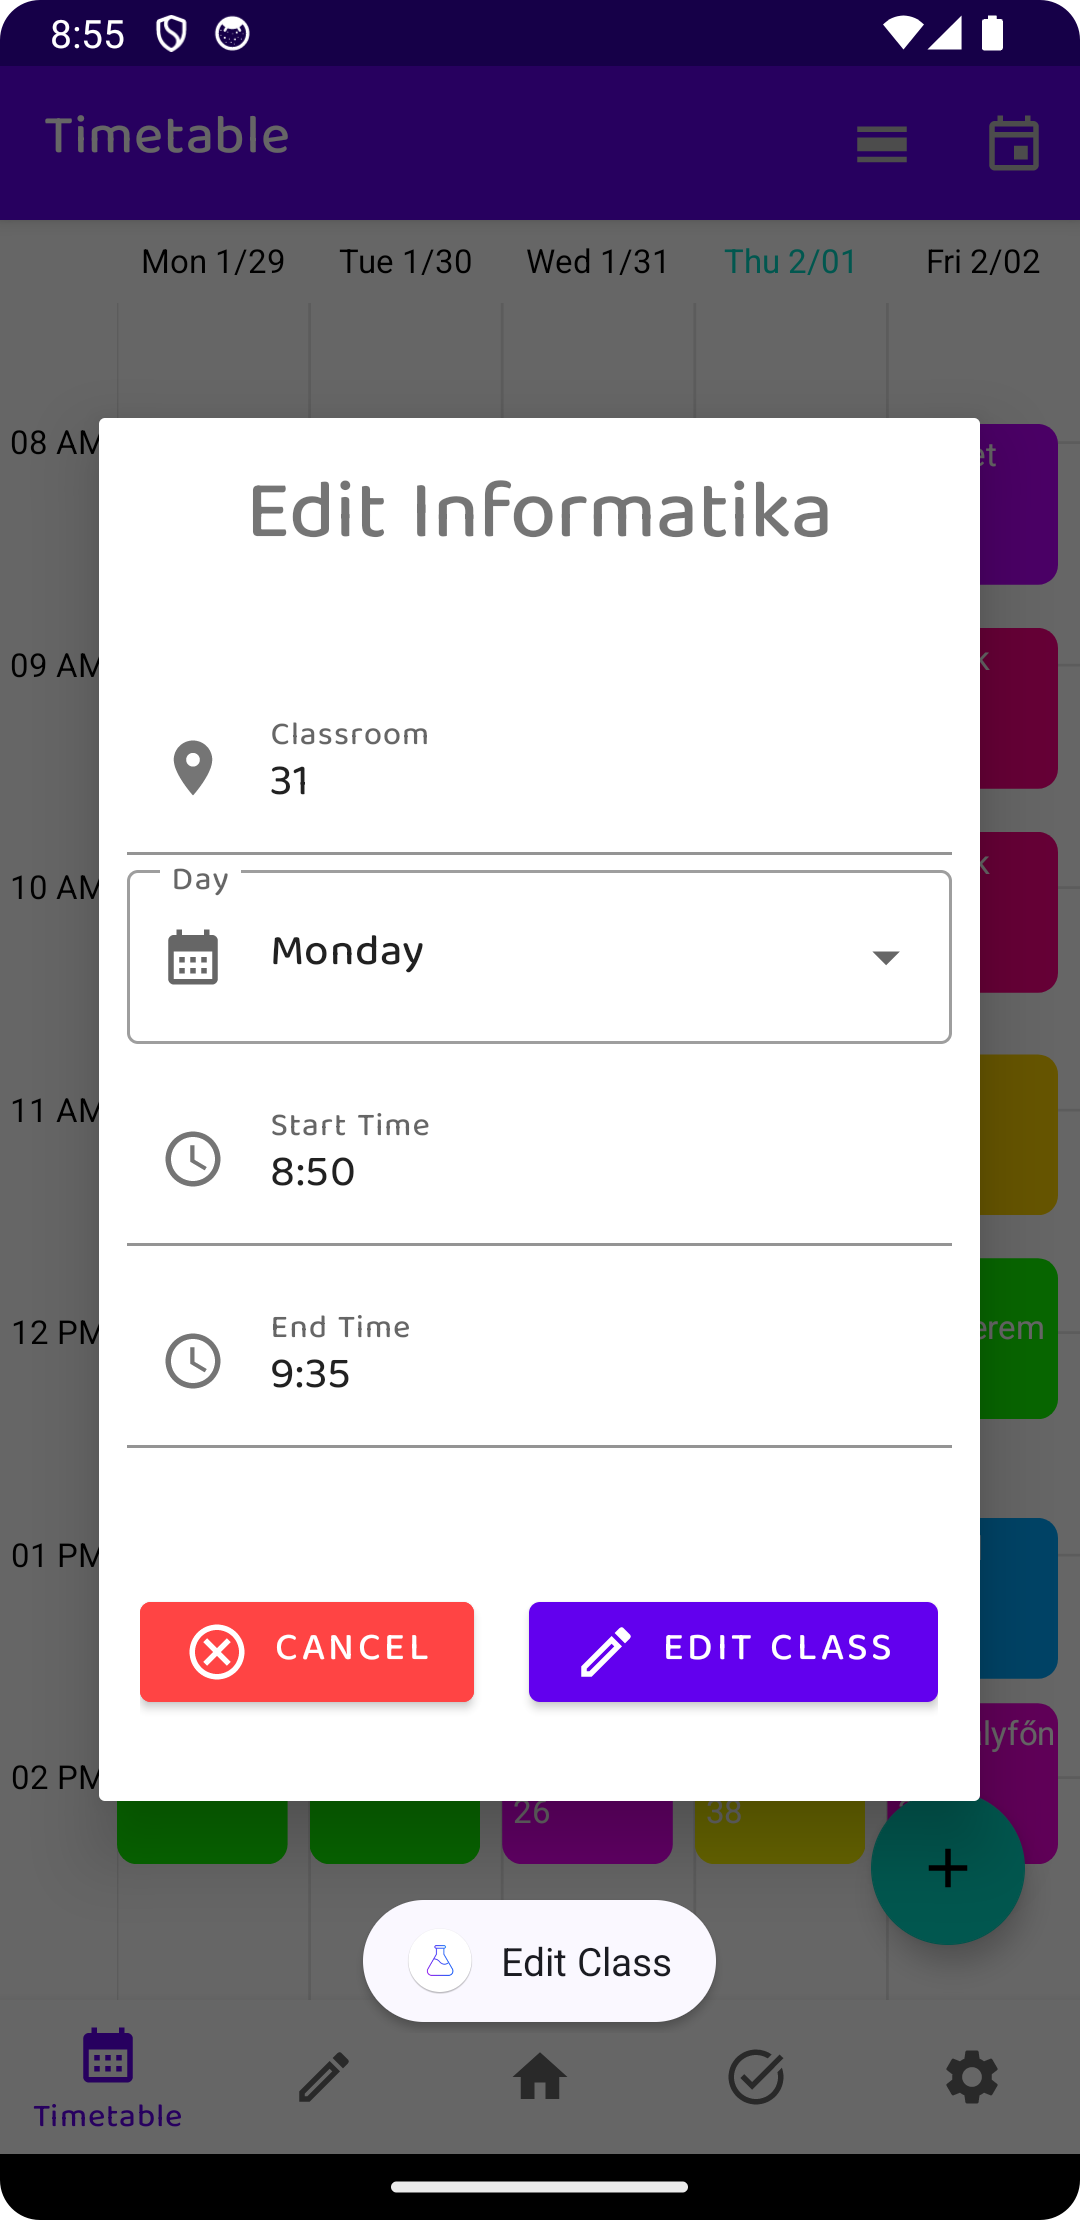 8:55
Timetable
Mon 1/29 Tue 1/30 Wed 1/31 Thu 2/01 Fri 2/02
08 AM
09 AM
10 AM
11 AM
12 PM
01 PM
02 PM
Edit Informatika
Classroom
31
Day
Monday
Start Time
8:50
End Time
9:35
CANCEL EDIT CLASS
26 38
Edit Class
Timetable